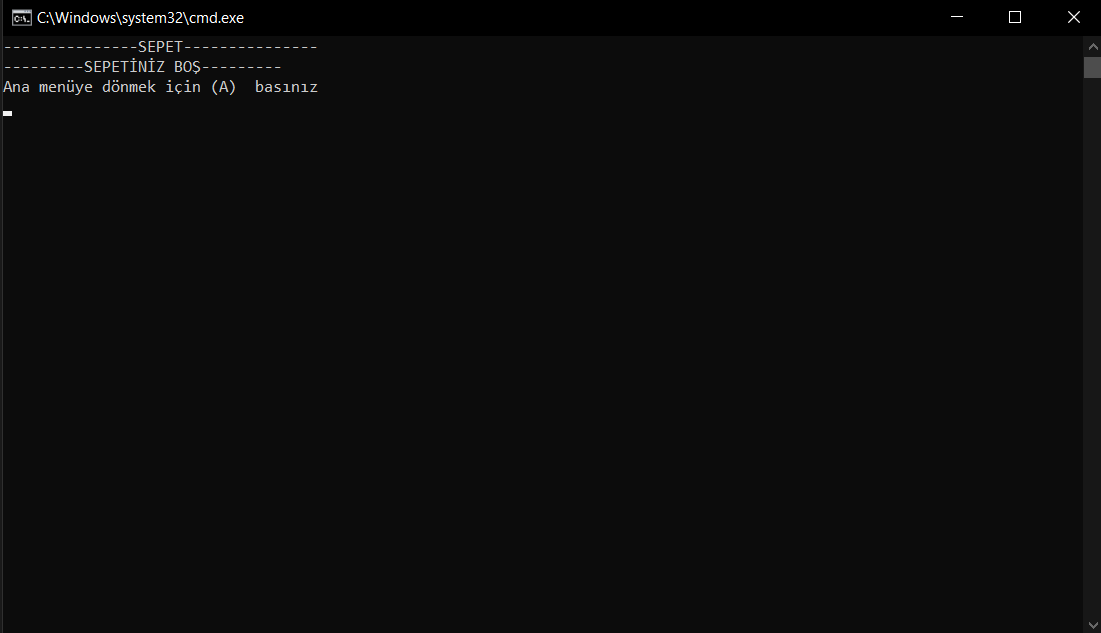 C:\Windows\system32\cmd.exe
---------------SEPET---------------
---------SEPETİNİZ BOŞ---------
Ana menüye dönmek için (A)  basınız